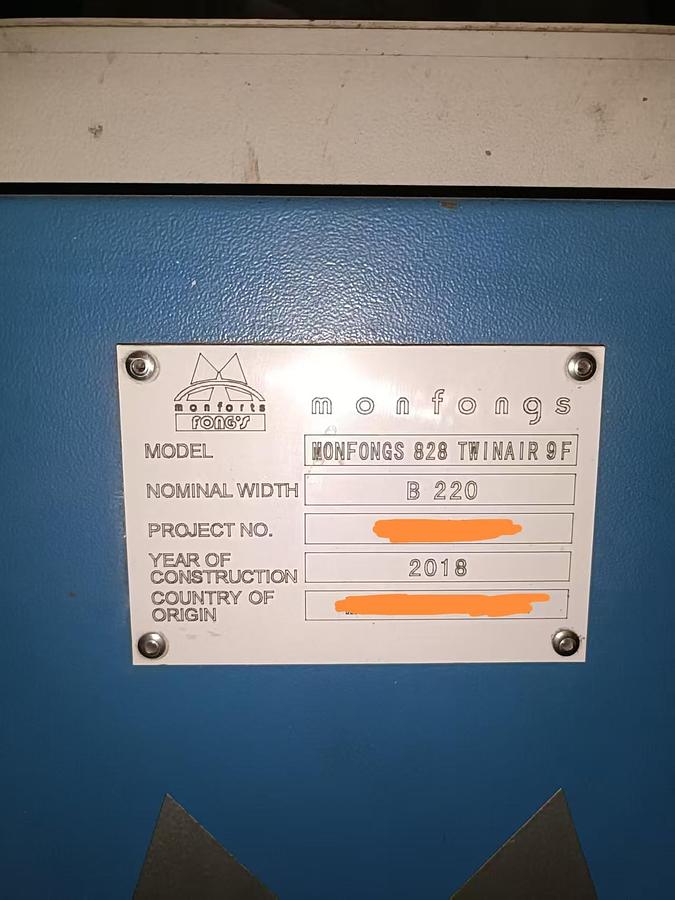 monforts
FONG'S
monfongs
MODEL MONFONGS 828 TWINAIR 9F
NOMINAL WIDTH B 220
PROJECT NO.
YEAR OF
CONSTRUCTION 2018
COUNTRY OF
ORIGIN